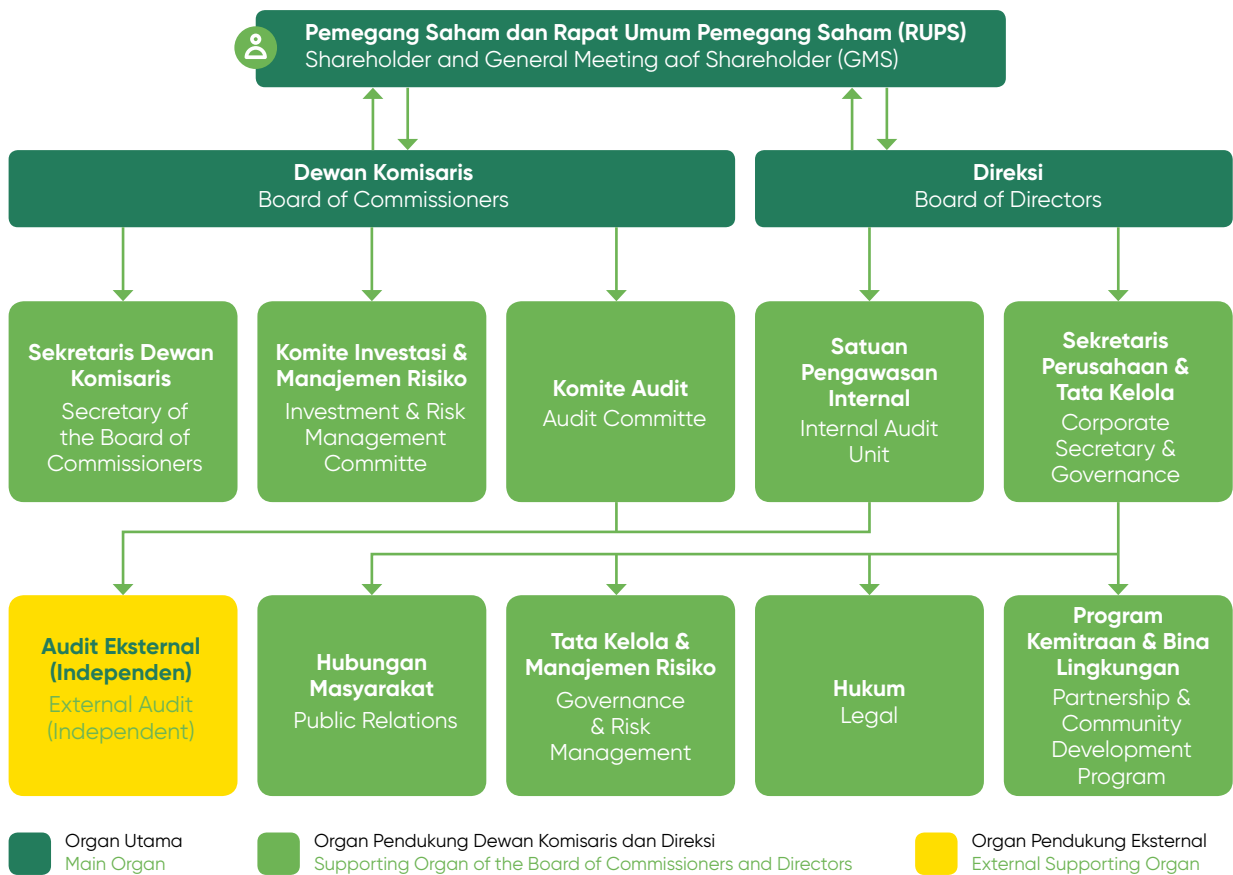 Pemegang Saham dan Rapat Umum Pemegang Saham (RUPS)
Shareholder and General Meeting aof Shareholder (GMS)
Dewan Komisaris
Board of Commissioners
Direksi
Board of Directors
Sekretaris Dewan
Komisaris
Secretary of
the Board of
Commissioners
Komite Investasi &
Manajemen Risiko
Investment & Risk
Management
Committe
Komite Audit
Audit Committe
Satuan
Pengawasan
Internal
Internal Audit
Unit
Sekretaris
Perusahaan &
Tata Kelola
Corporate
Secretary &
Governance
Audit Eksternal
(Independen)
External Audit
(Independent)
Hubungan
Masyarakat
Public Relations
Tata Kelola &
Manajemen Risiko
Governance
& Risk
Management
Hukum
Legal
Program
Kemitraan & Bina
Lingkungan
Partnership &
Community
Development
Program
Organ Utama
Main Organ
Organ Pendukung Dewan Komisaris dan Direksi
Supporting Organ of the Board of Commissioners and Directors
Organ Pendukung Eksternal
External Supporting Organ